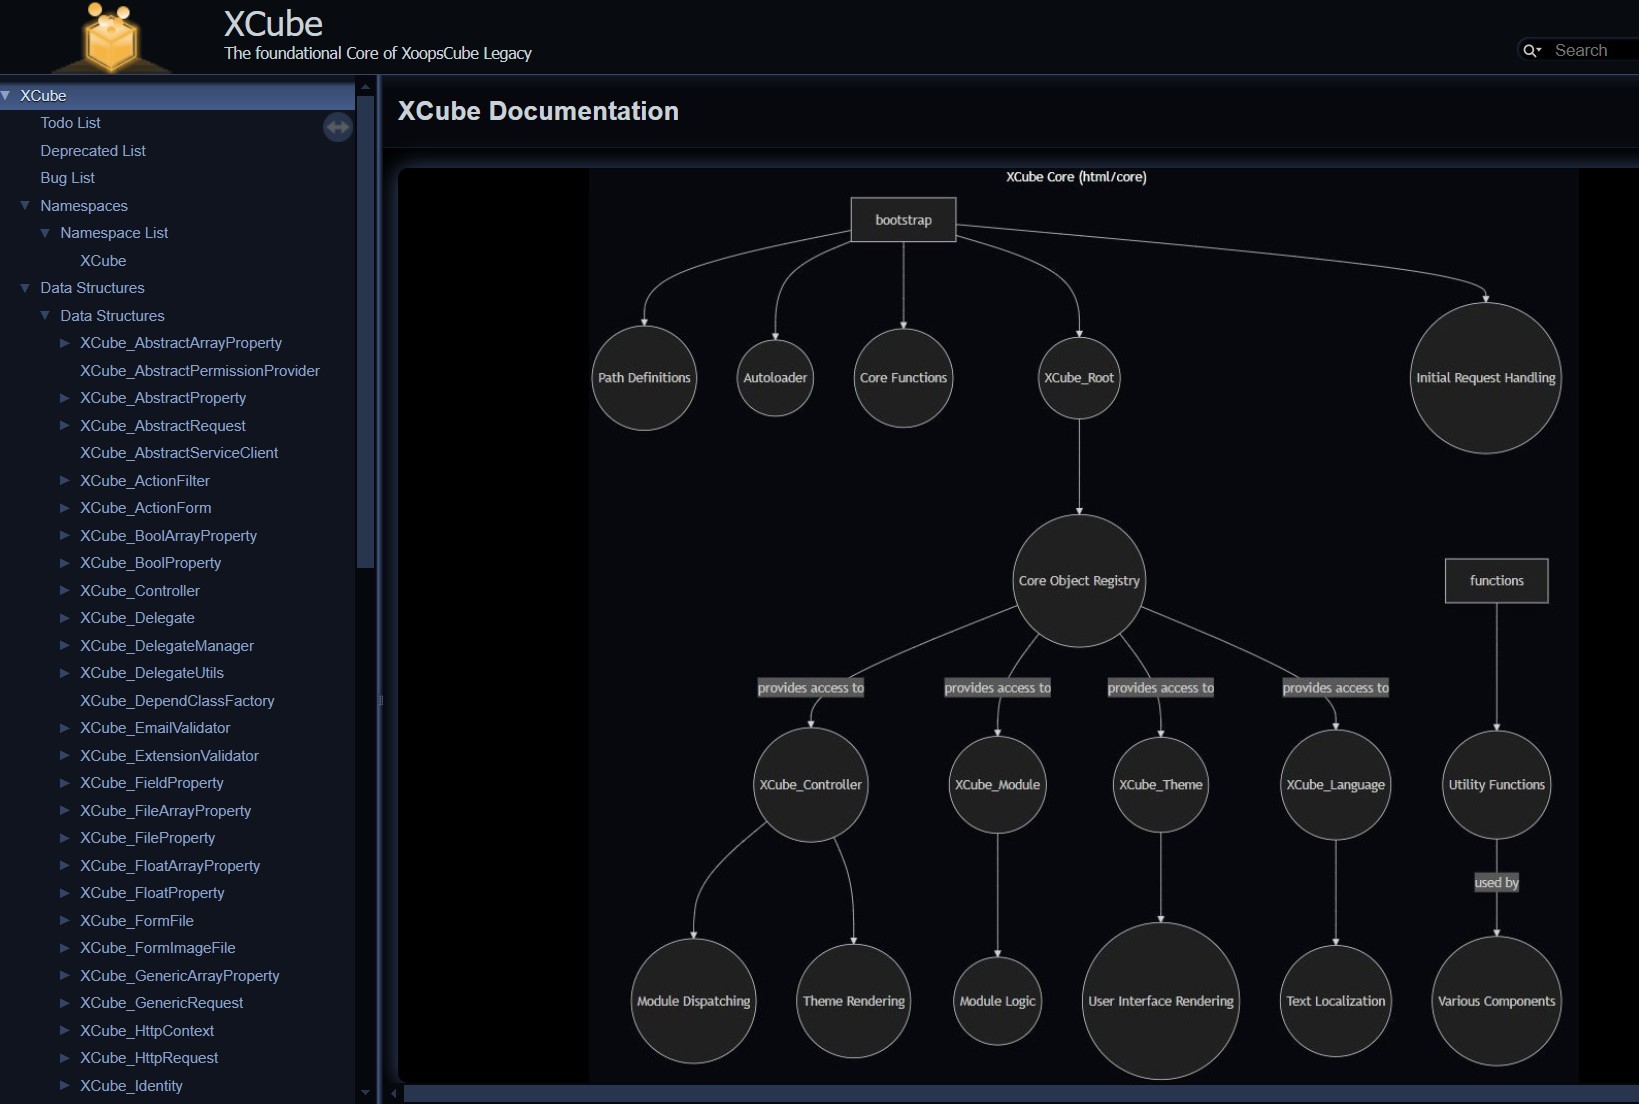 XCube
The foundational Core of XoopsCube Legacy
Search
XCube
Todo List
Deprecated List
Bug List
Namespaces
Namespace List
XCube
Data Structures
Data Structures
XCube_AbstractArrayProperty
XCube_AbstractPermissionProvider
XCube_AbstractProperty
XCube_AbstractRequest
XCube_AbstractServiceClient
XCube_ActionFilter
XCube_ActionForm
XCube_BoolArrayProperty
XCube_BoolProperty
XCube_Controller
XCube_Delegate
XCube_DelegateManager
XCube_DelegateUtils
XCube_DependClassFactory
XCube_EmailValidator
XCube_ExtensionValidator
XCube_FieldProperty
XCube_FileArrayProperty
XCube_FileProperty
XCube_FloatArrayProperty
XCube_FloatProperty
XCube_FormFile
XCube_FormImageFile
XCube_GenericArrayProperty
XCube_GenericRequest
XCube_HttpContext
XCube_HttpRequest
XCube_Identity
XCube Documentation
XCube Core (html/core)
bootstrap
Path Definitions
Autoloader
Core Functions
XCube_Root
Initial Request Handling
Core Object Registry
functions
provides access to
provides access to
provides access to
provides access to
XCube_Controller
XCube_Module
XCube_Theme
XCube_Language
Utility Functions
used by
Module Dispatching
Theme Rendering
Module Logic
User Interface Rendering
Text Localization
Various Components